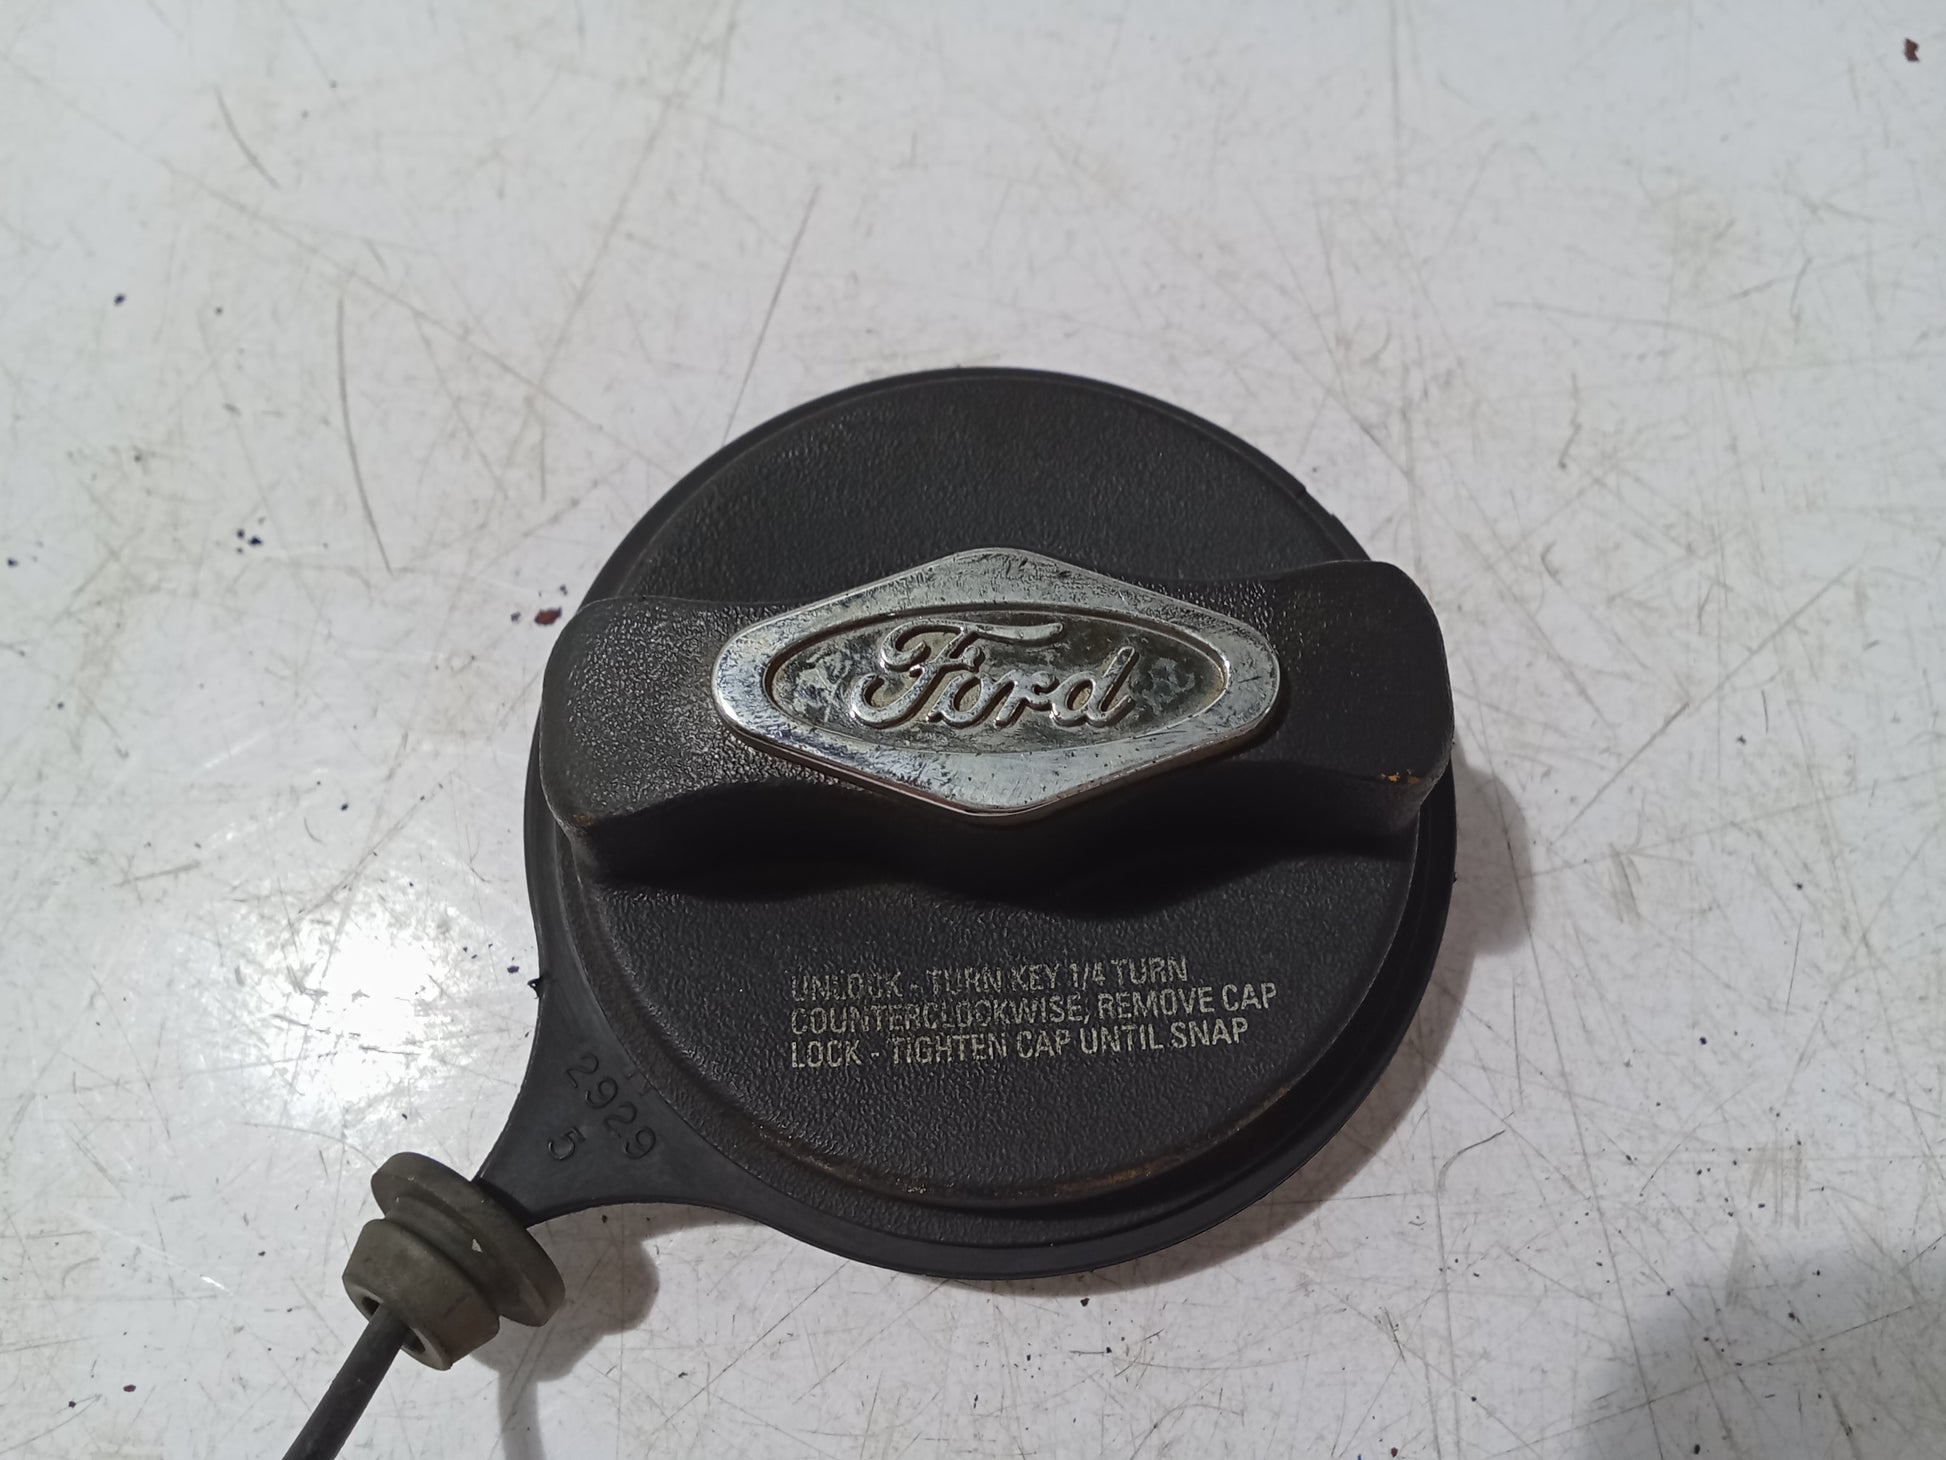 Ford
UNLOCK - TURN KEY 1/4 TURN
COUNTERCLOCKWISE, REMOVE CAP
LOCK - TIGHTEN CAP UNTIL SNAP
2929
5